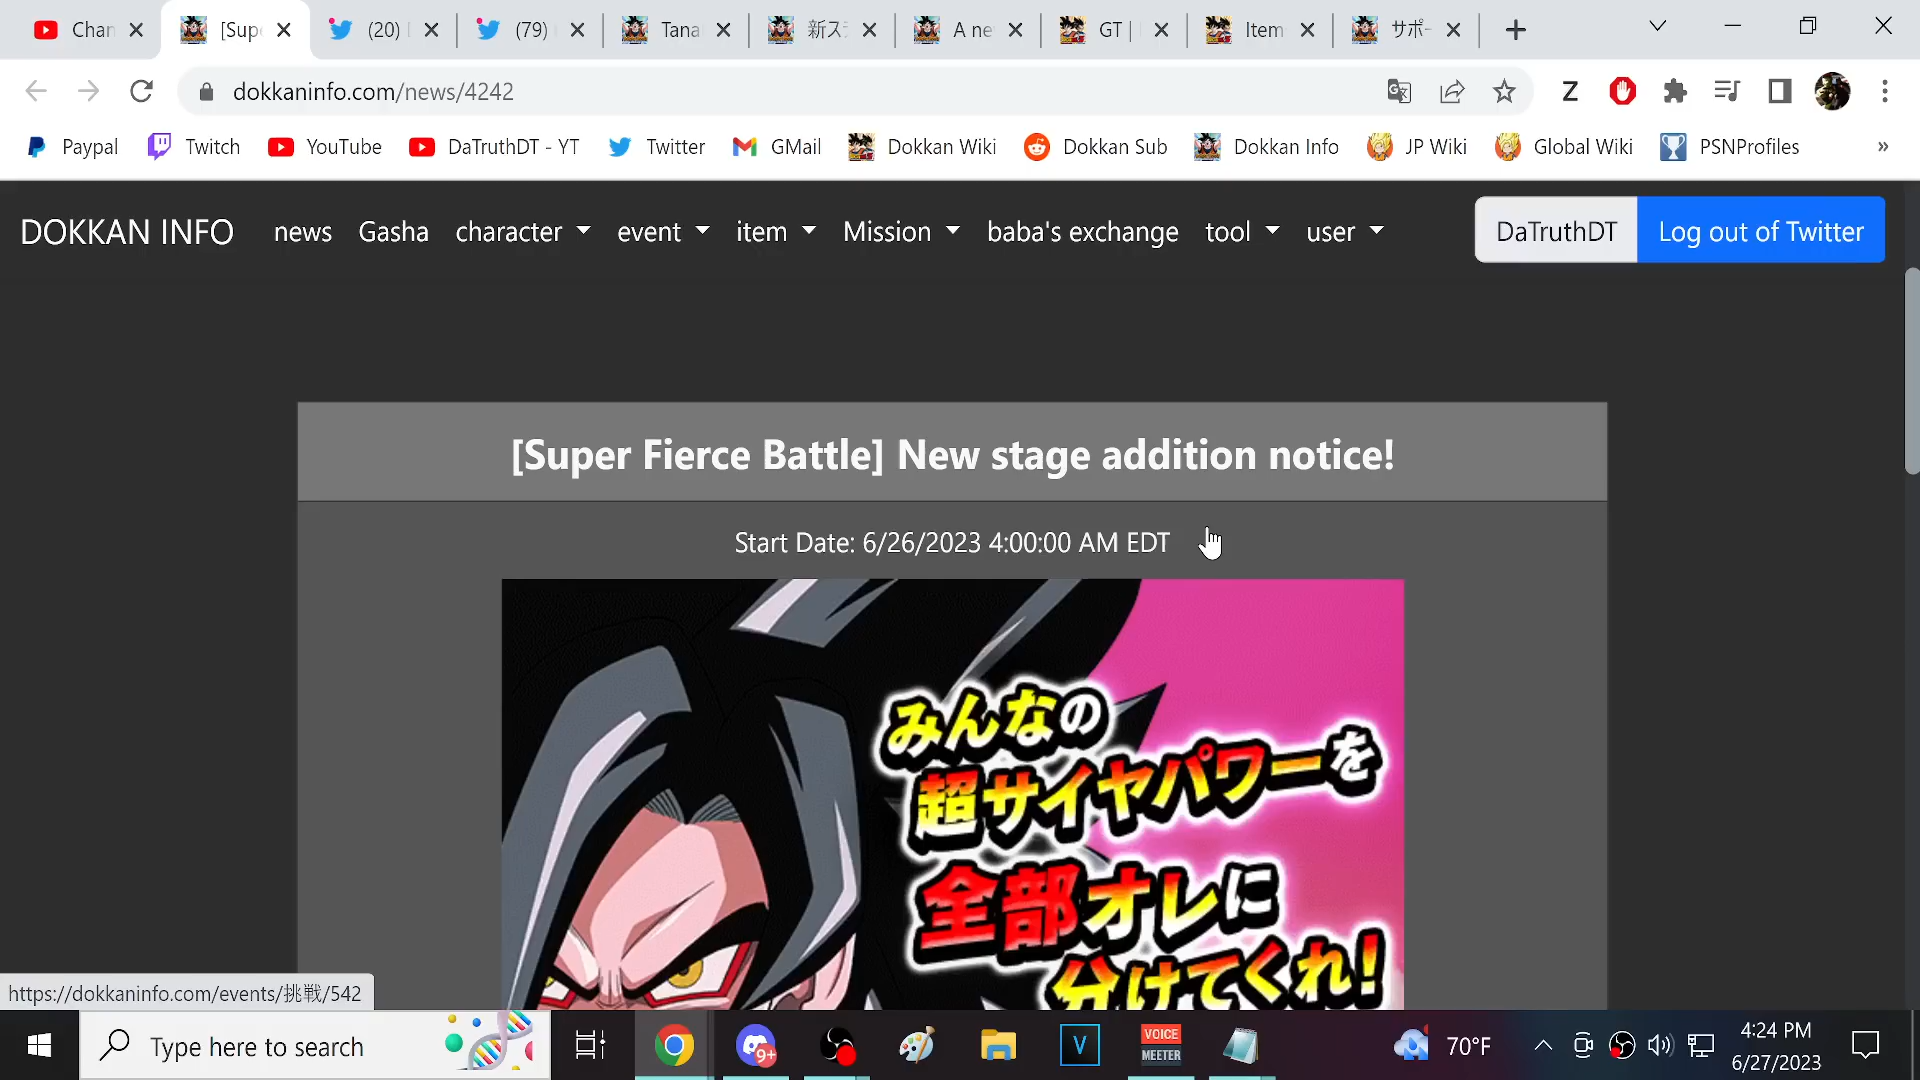 Chan
[Sup
(20)
(79)
Tana
新ス
A ne
GT |
Item
サポー
dokkaninfo.com/news/4242
Z
Paypal
Twitch
YouTube
DaTruthDT - YT
Twitter
GMail
Dokkan Wiki
Dokkan Sub
Dokkan Info
JP Wiki
Global Wiki
PSNProfiles
»
DOKKAN INFO
news
Gasha
character
event
item
Mission
baba's exchange
tool
user
DaTruthDT
Log out of Twitter
[Super Fierce Battle] New stage addition notice!
Start Date: 6/26/2023 4:00:00 AM EDT
みんなの
超サイヤパワーを
全部オレに
分けてくれ!
https://dokkaninfo.com/events/挑戦/542
Type here to search
9+
V
VOICE
MEETER
70°F
4:24 PM
6/27/2023